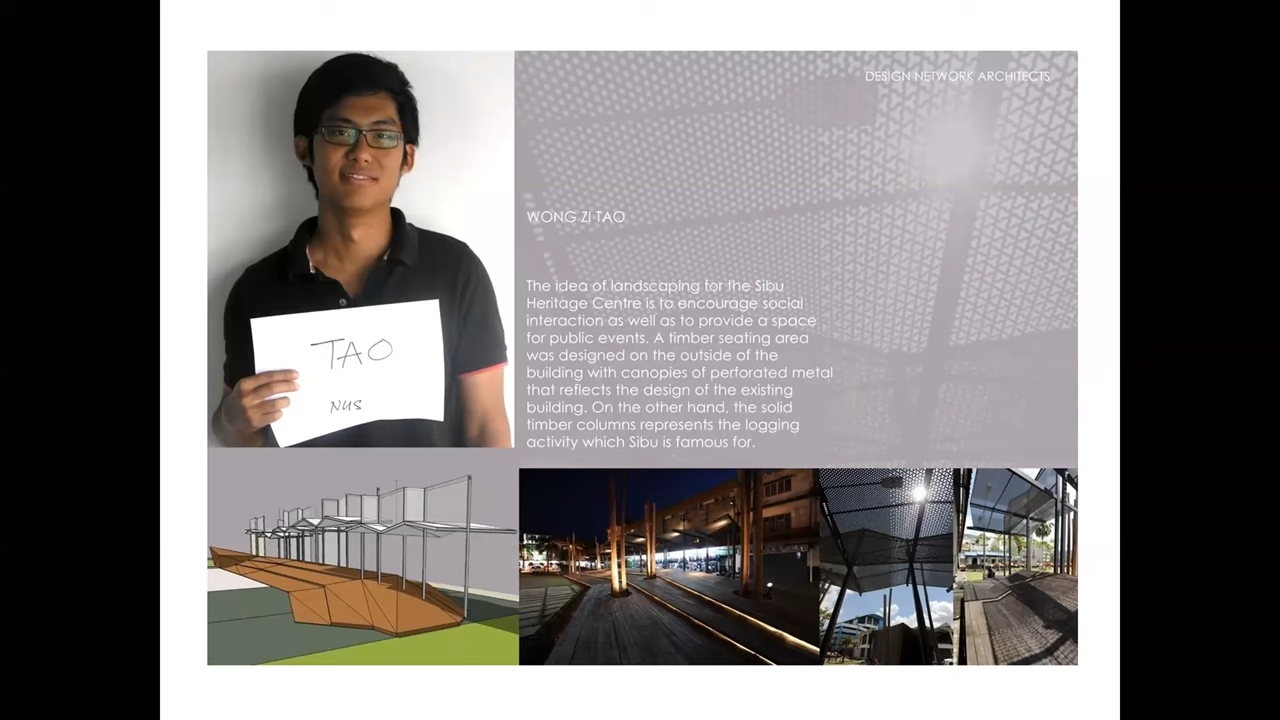 DESIGN NETWORK ARCHITECTS
WONG ZI TAO
The idea of landscaping for the Sibu
Heritage Centre is to encourage social
interaction as well as to provide a space
for public events. A timber seating area
was designed on the outside of the
building with canopies of perforated metal
that reflects the design of the existing
building. On the other hand, the solid
timber columns represents the logging
activity which Sibu is famous for.
TAO
NUS